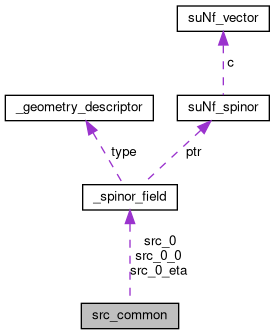 suNf_vector
c
_geometry_descriptor
suNf_spinor
type
ptr
_spinor_field
src_0
src_0_0
src_0_eta
src_common